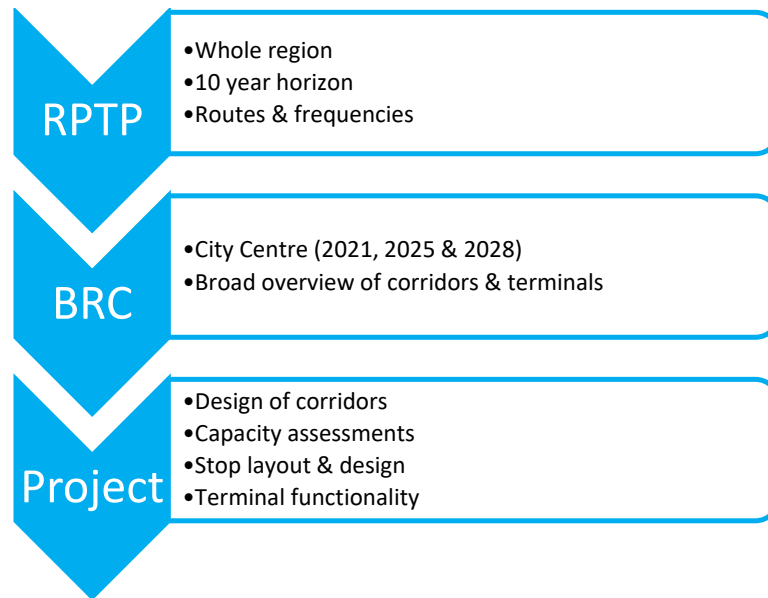 RPTP
•Whole region
•10 year horizon
•Routes & frequencies
BRC
•City Centre (2021, 2025 & 2028)
•Broad overview of corridors & terminals
Project
•Design of corridors
•Capacity assessments
•Stop layout & design
•Terminal functionality